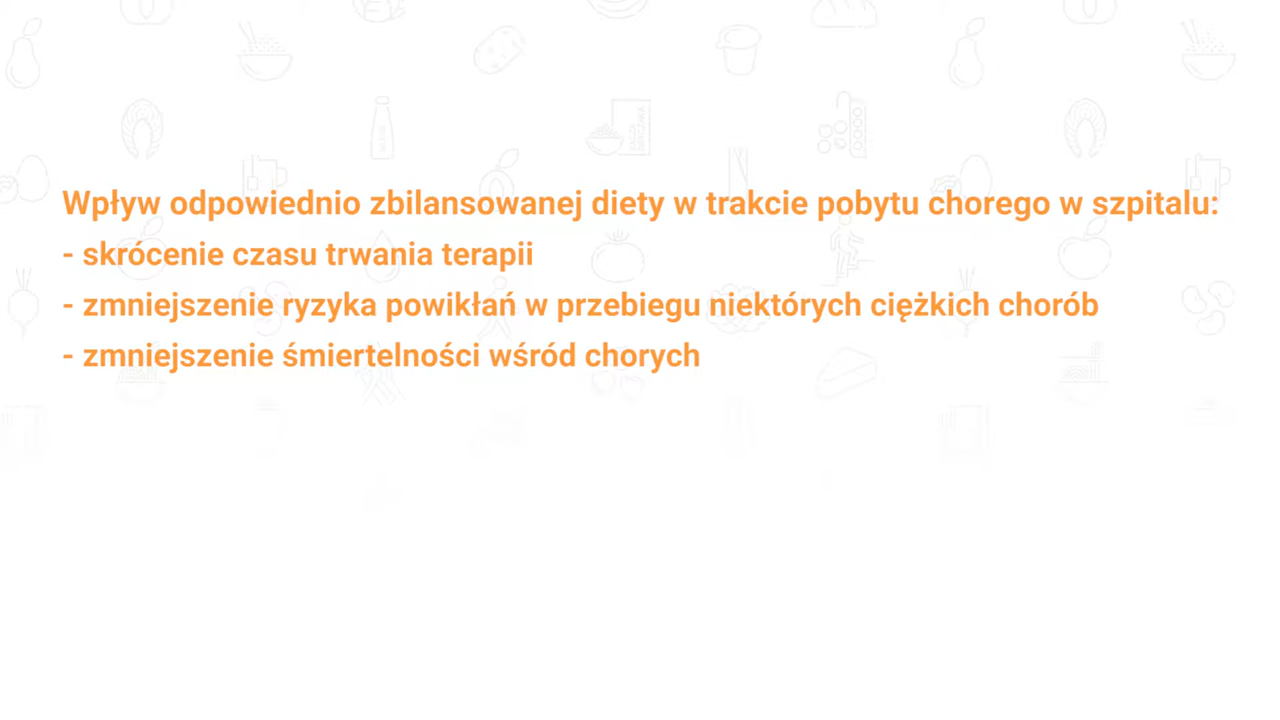 Wpływ odpowiednio zbilansowanej diety w trakcie pobytu chorego w szpitalu:
- skrócenie czasu trwania terapii
- zmniejszenie ryzyka powikłań w przebiegu niektórych ciężkich chorób
- zmniejszenie śmiertelności wśród chorych